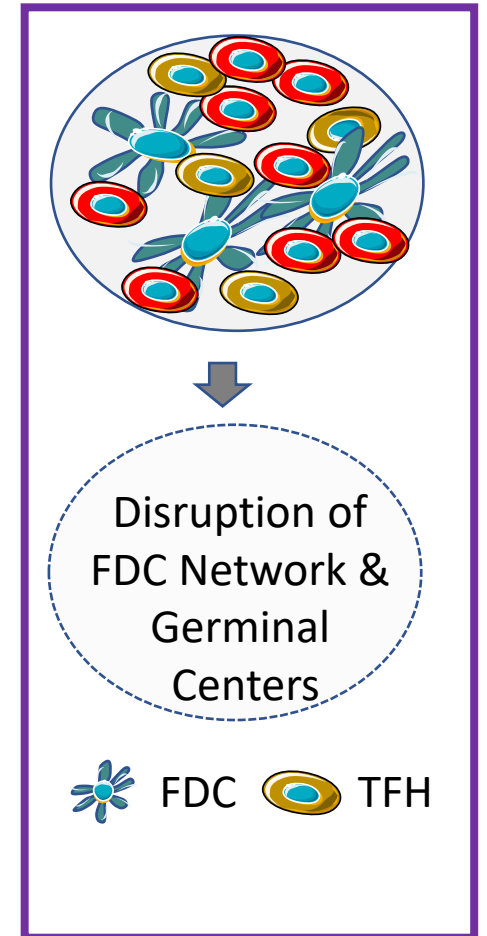 Disruption of
FDC Network &
Germinal
Centers
FDC TFH